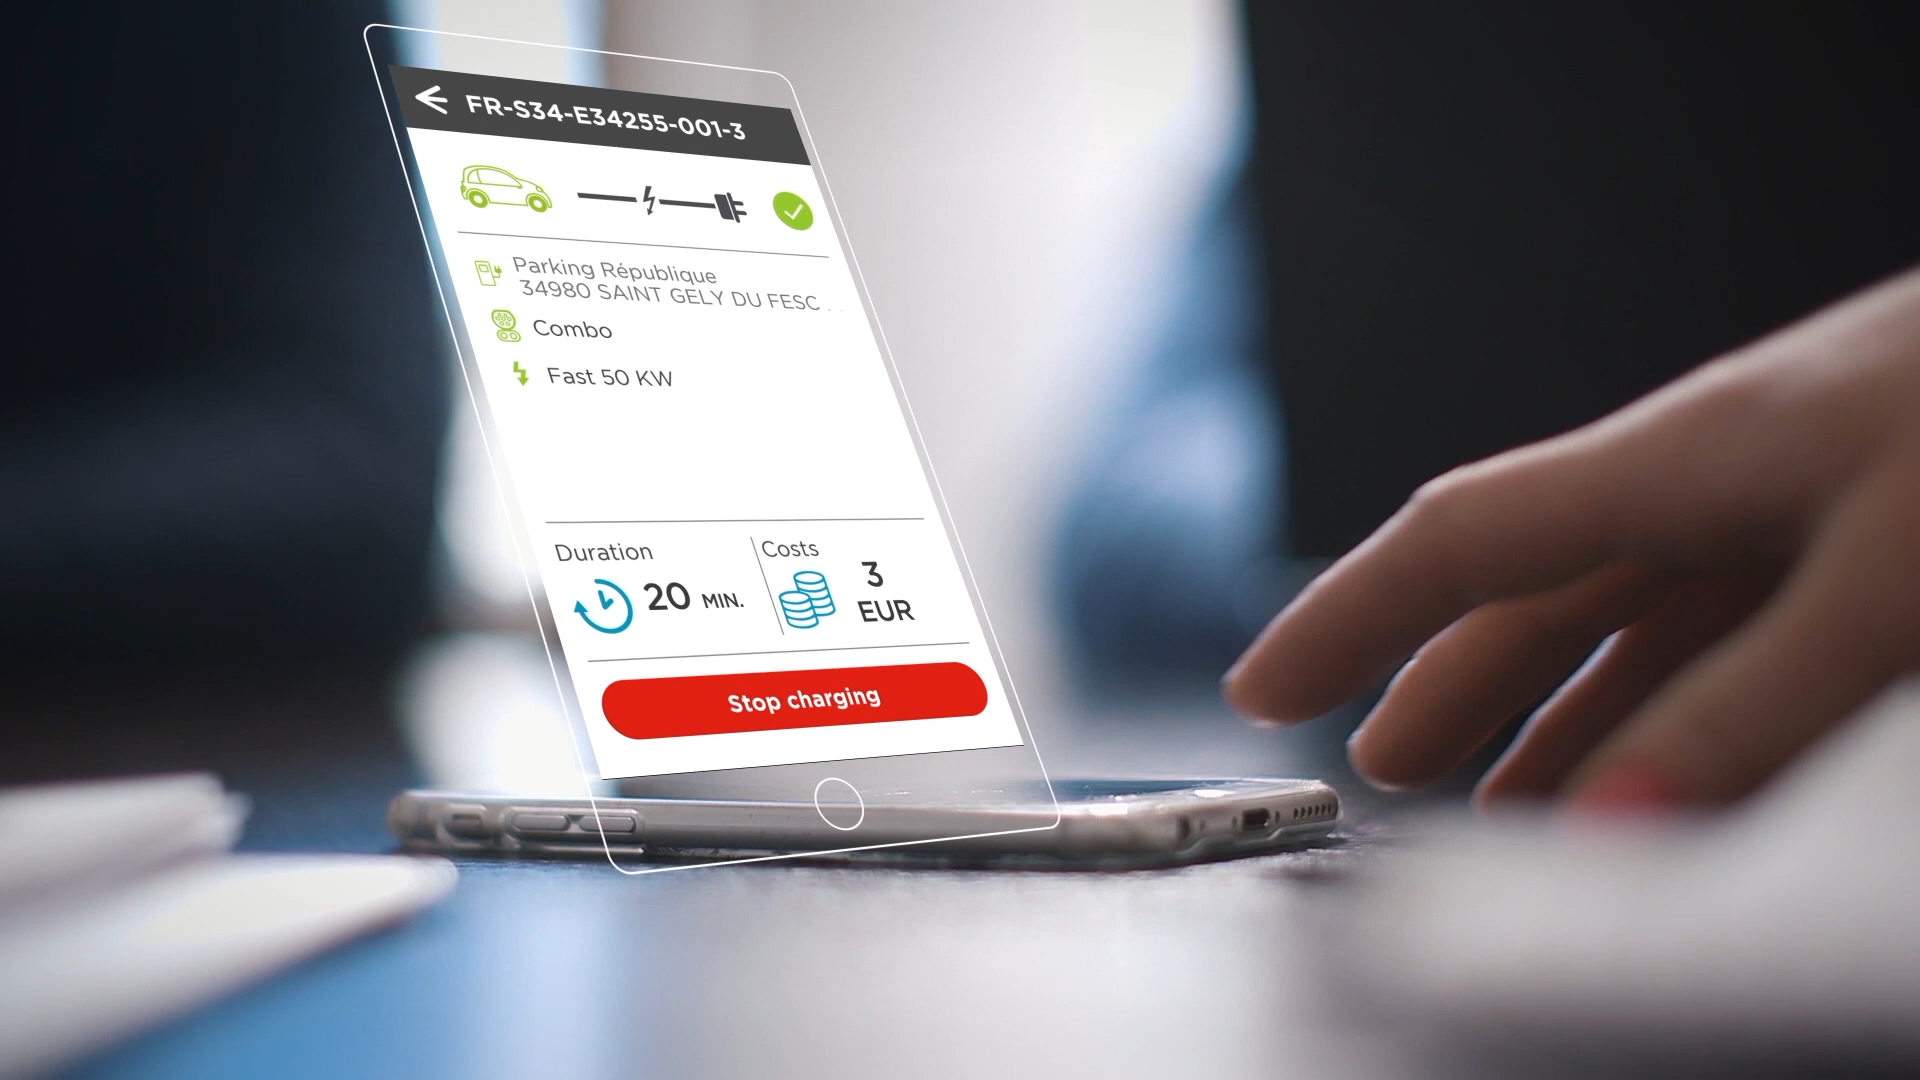 FR-S34-E34255-001-3
Parking République
34980 SAINT GELY DU FESC . .
Combo
Fast 50 KW
Duration
20 MIN.
Costs
3
EUR
Stop charging